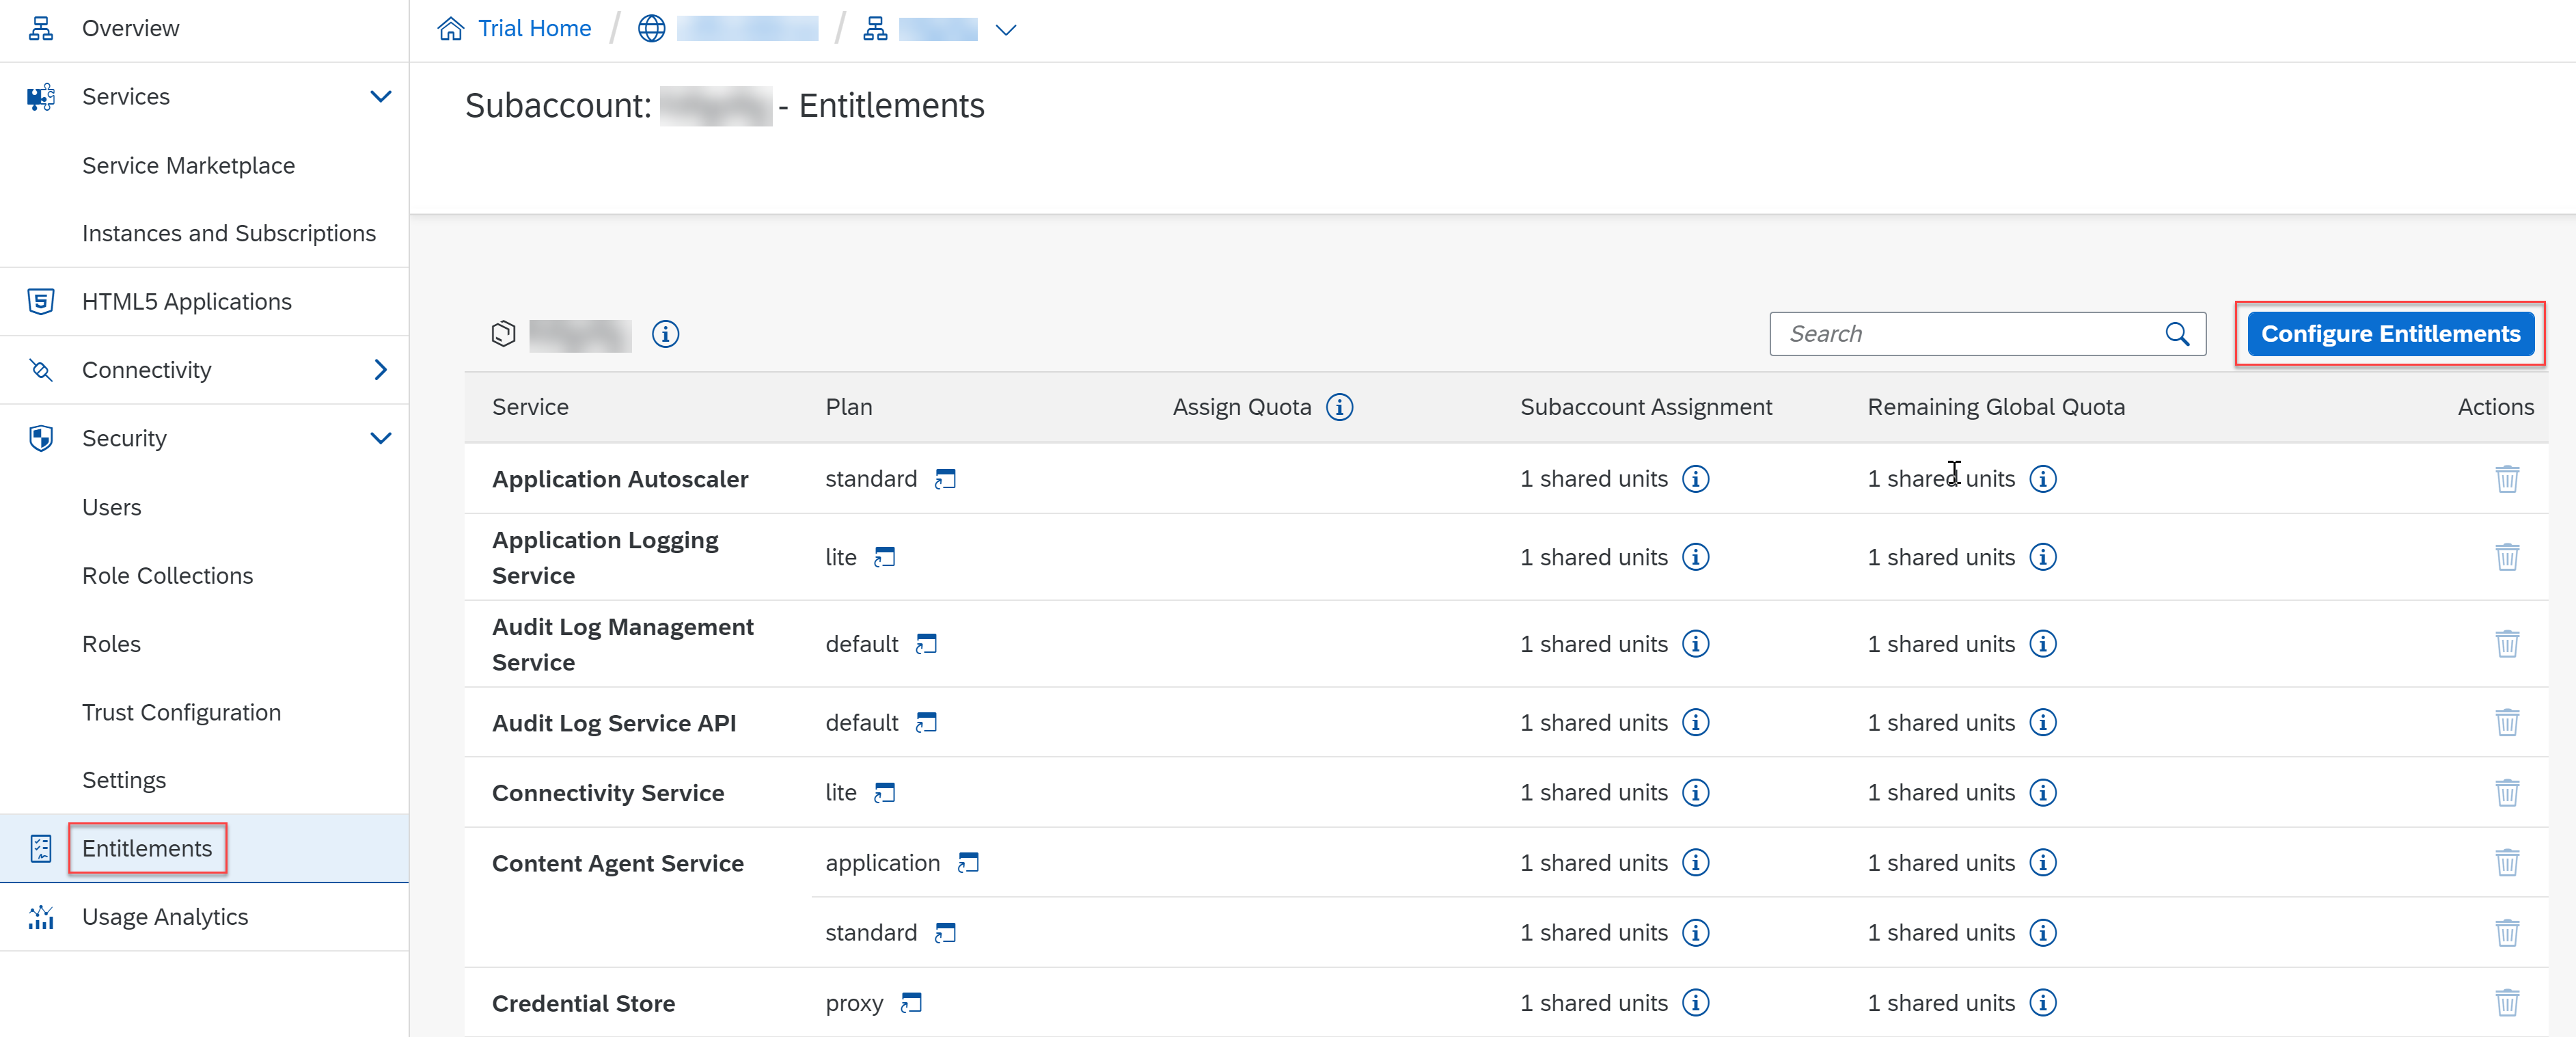 Overview
Services
Service Marketplace
Instances and Subscriptions
HTML5 Applications
Connectivity
Security
Users
Role Collections
Roles
Trust Configuration
Settings
Entitlements
Usage Analytics
Trial Home / /
Subaccount: - Entitlements
Search
Configure Entitlements
Service Plan Assign Quota Subaccount Assignment Remaining Global Quota Actions
Application Autoscaler standard 1 shared units 1 shared units
Application Logging
Service lite 1 shared units 1 shared units
Audit Log Management
Service default 1 shared units 1 shared units
Audit Log Service API default 1 shared units 1 shared units
Connectivity Service lite 1 shared units 1 shared units
Content Agent Service application 1 shared units 1 shared units
standard 1 shared units 1 shared units
Credential Store proxy 1 shared units 1 shared units